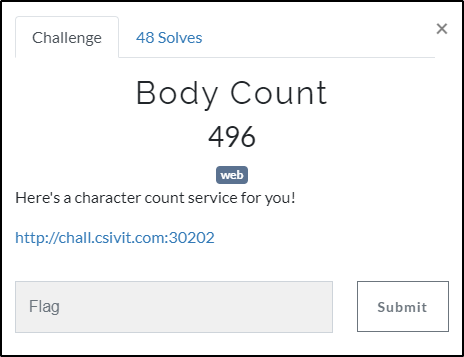 Challenge
48 Solves
×
Body Count
496
web
Here's a character count service for you!
http://chall.csivit.com:30202
Flag
Submit